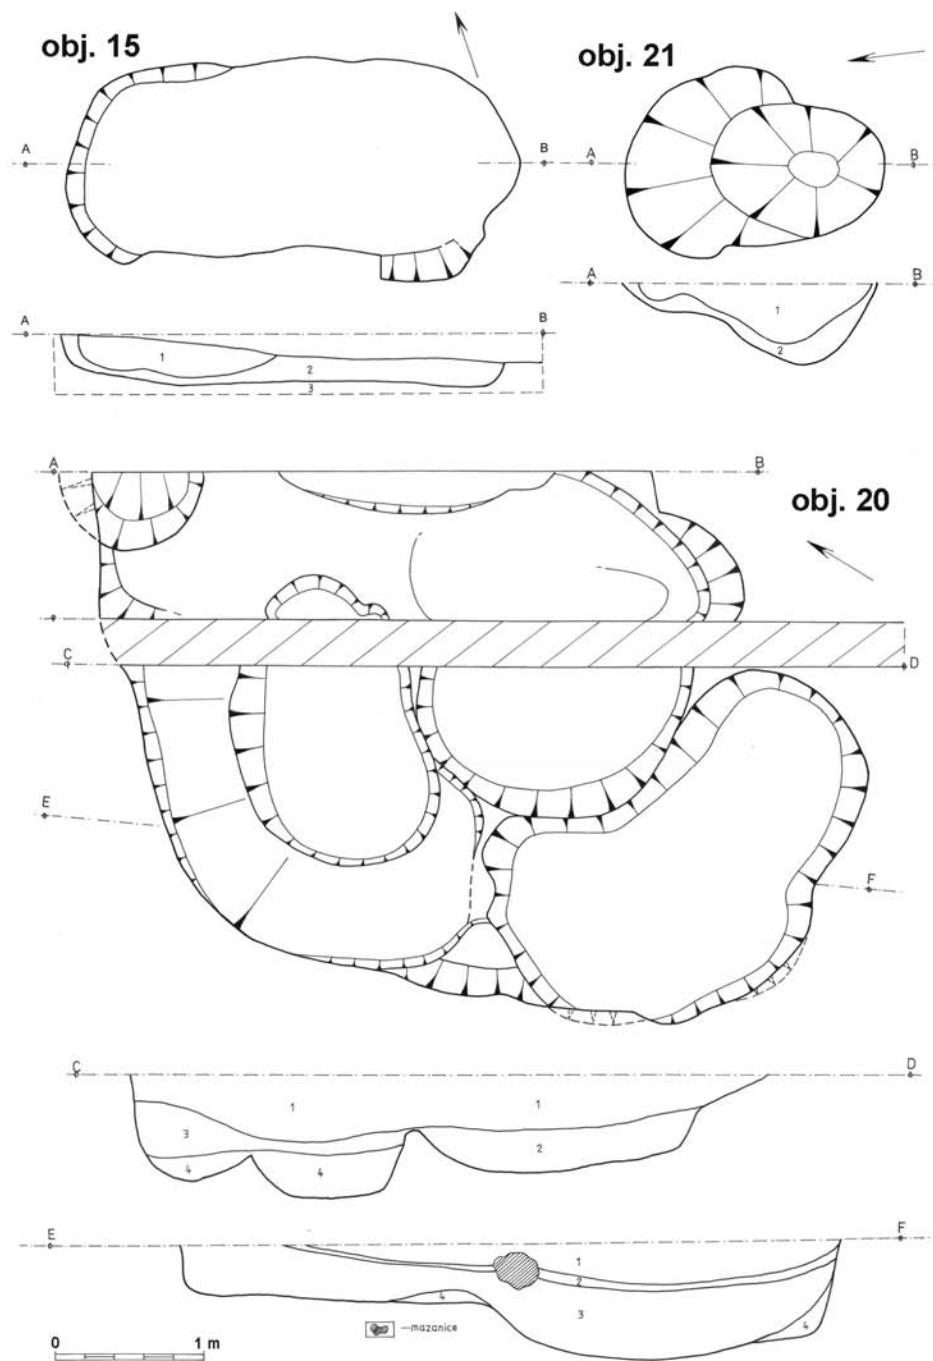 obj. 15
obj. 21
A B A B
A B
1
2
A B
1 2
3
A B
obj. 20
C D
E
F
C D
1 1
3 2
4 4
E F
1
2
4 3
4
—mazanice
0 1 m